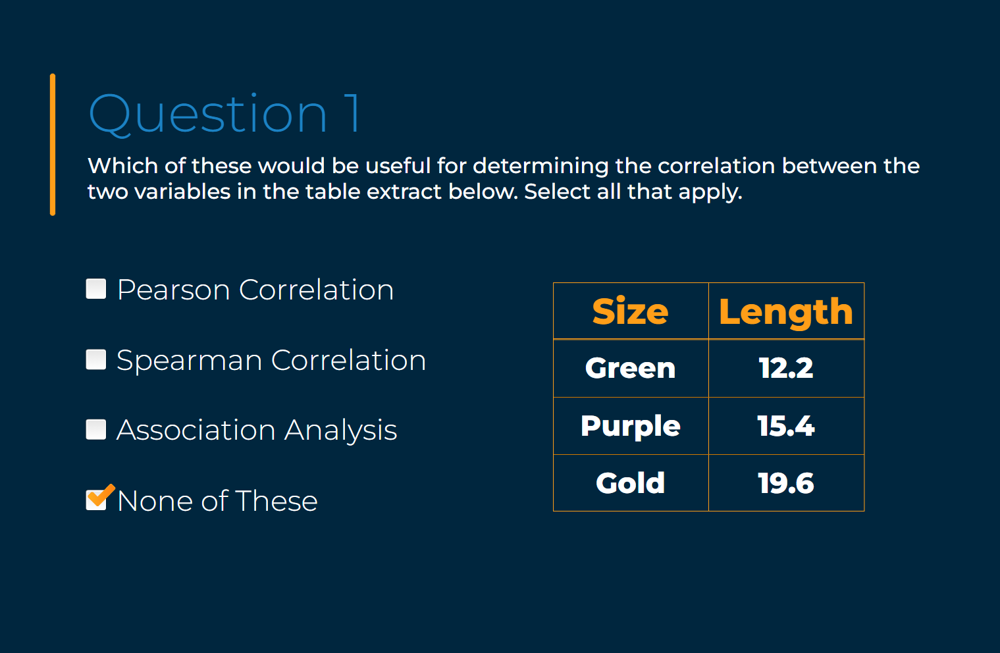 Question 1
Which of these would be useful for determining the correlation between the
two variables in the table extract below. Select all that apply.
Pearson Correlation
Spearman Correlation
Association Analysis
None of These
Size Length
Green 12.2
Purple 15.4
Gold 19.6